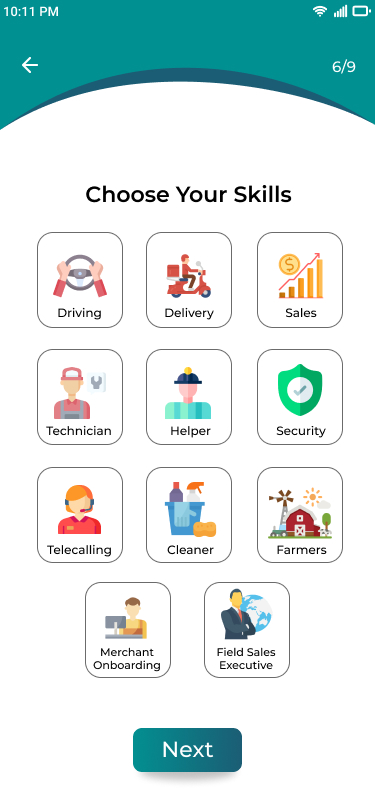 10:11 PM
6/9
Choose Your Skills
Driving
Delivery
Sales
Technician
Helper
Security
Telecalling
Cleaner
Farmers
Merchant
Onboarding
Field Sales
Executive
Next